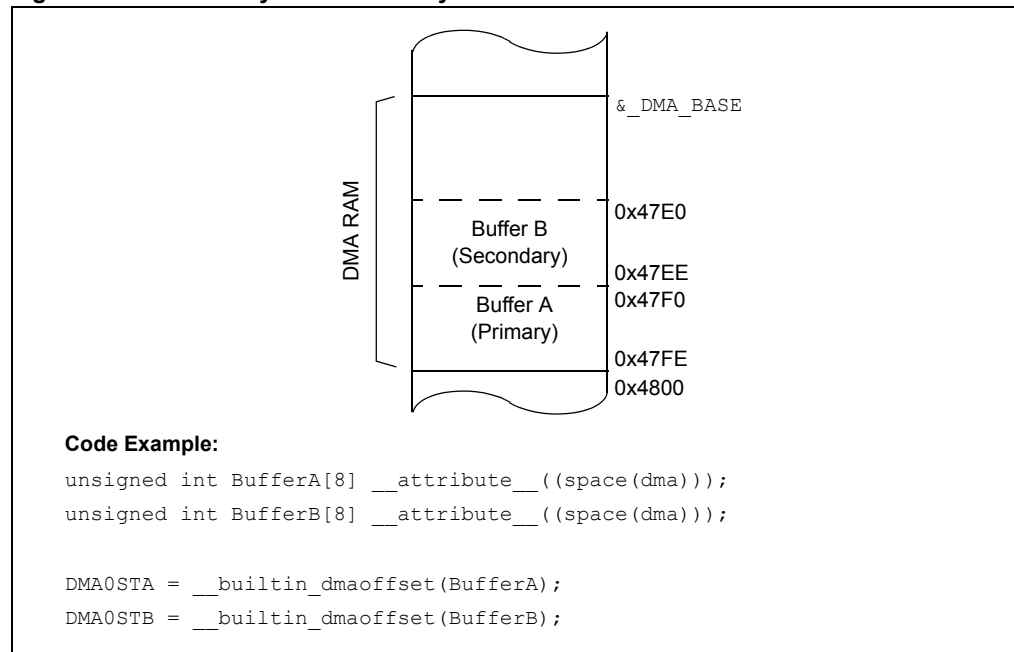 &_DMA_BASE
DMA RAM
0x47E0
Buffer B
(Secondary)
0x47EE
0x47F0
Buffer A
(Primary)
0x47FE
0x4800
Code Example:
unsigned int BufferA[8] __attribute__((space(dma)));
unsigned int BufferB[8] __attribute__((space(dma)));
DMA0STA = __builtin_dmaoffset(BufferA);
DMA0STB = __builtin_dmaoffset(BufferB);